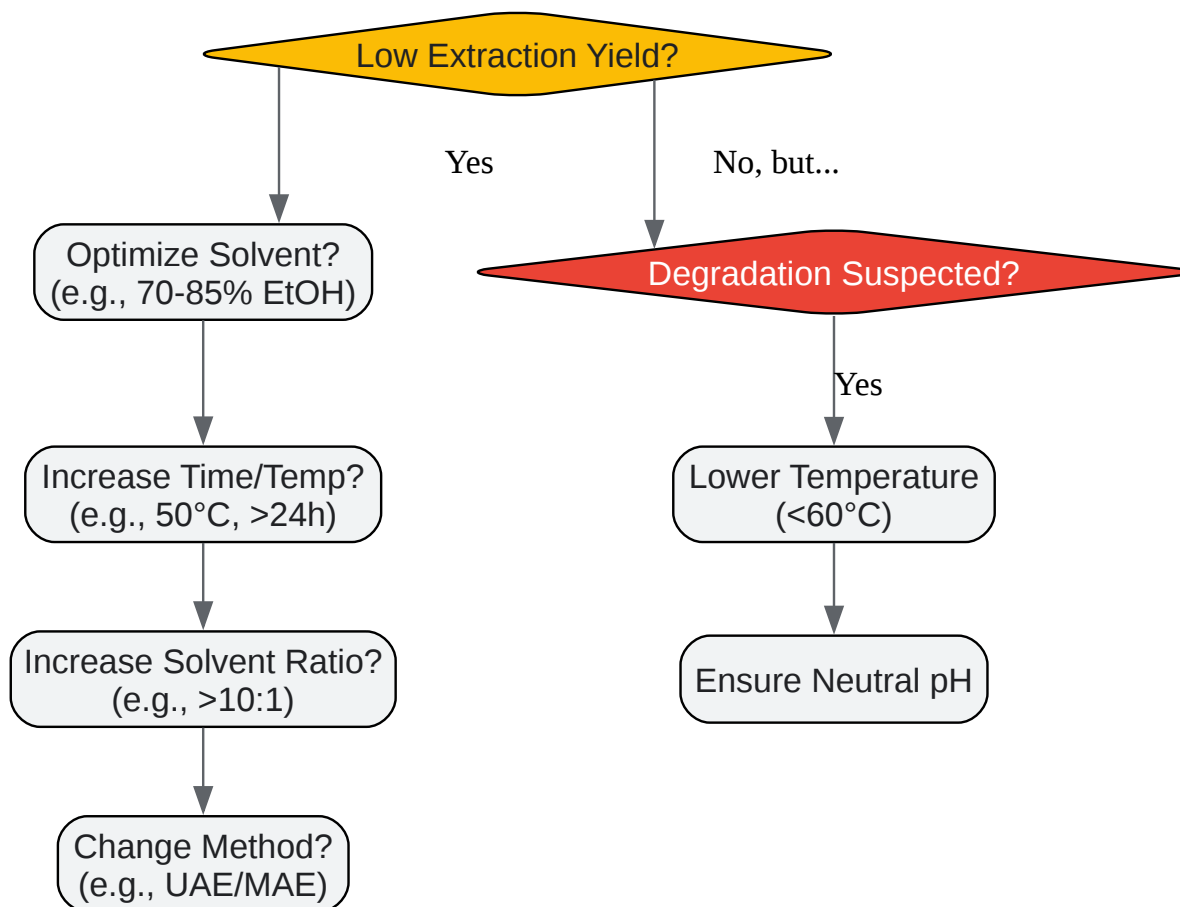 Low Extraction Yield?
Yes
No, but...
Optimize Solvent?
(e.g., 70-85% EtOH)
Degradation Suspected?
Yes
Increase Time/Temp?
(e.g., 50°C, >24h)
Lower Temperature
(<60°C)
Increase Solvent Ratio?
(e.g., >10:1)
Ensure Neutral pH
Change Method?
(e.g., UAE/MAE)